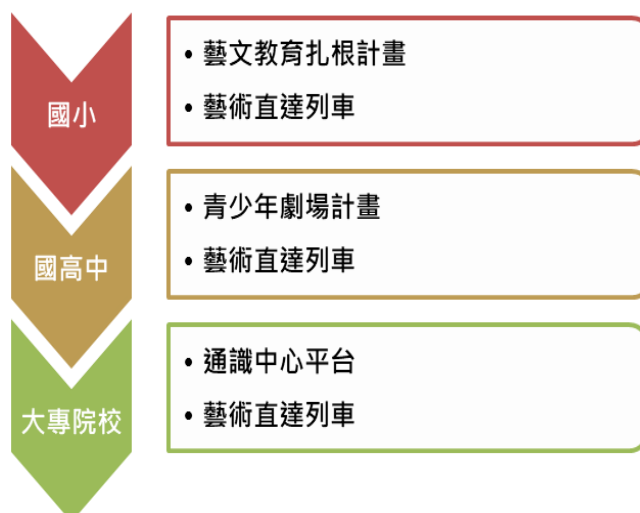 國小
• 藝文教育扎根計畫
• 藝術直達列車
國高中
• 青少年劇場計畫
• 藝術直達列車
大專院校
• 通識中心平台
• 藝術直達列車